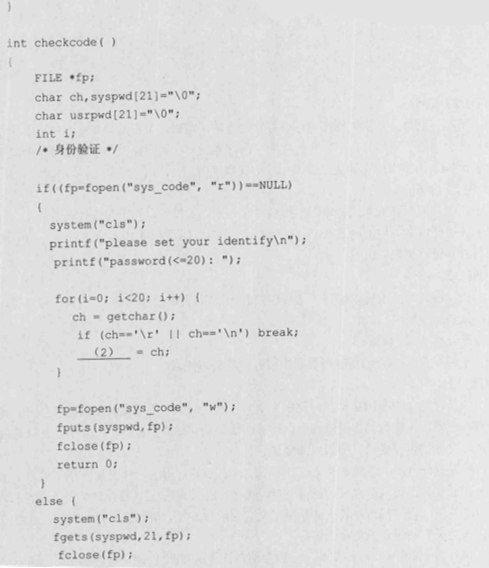 }
int checkcode( )
{
FILE *fp;
char ch,syspwd[21]="\0";
char usrpwd[21]="\0";
int i;
/* 身份验证 */
if((fp=fopen("sys_code", "r"))==NULL)
{
system("cls");
printf("please set your identify\n");
printf("password(<=20): ");
for(i=0; i<20; i++) {
ch = getchar();
if (ch=='\r' || ch=='\n') break;
(2) = ch;
}
fp=fopen("sys_code", "w");
fputs(syspwd,fp);
fclose(fp);
return 0;
}
else {
system("cls");
fgets(syspwd,21,fp);
fclose(fp);